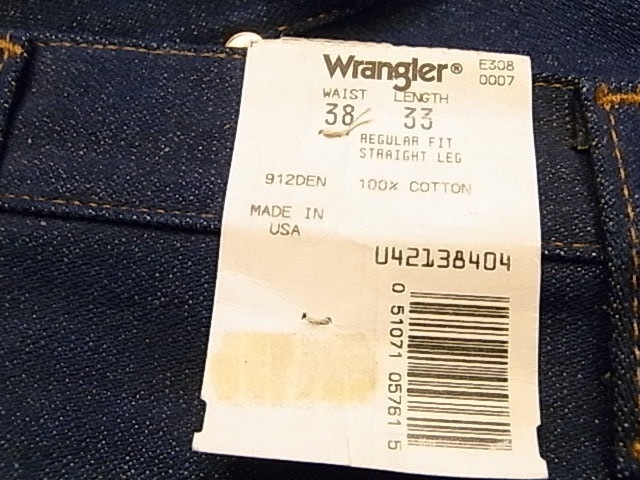 Wrangler® E308
0007
WAIST LENGTH
38 33
REGULAR FIT
STRAIGHT LEG
912DEN 100% COTTON
MADE IN
USA
U42138404
0 51071 05761 5